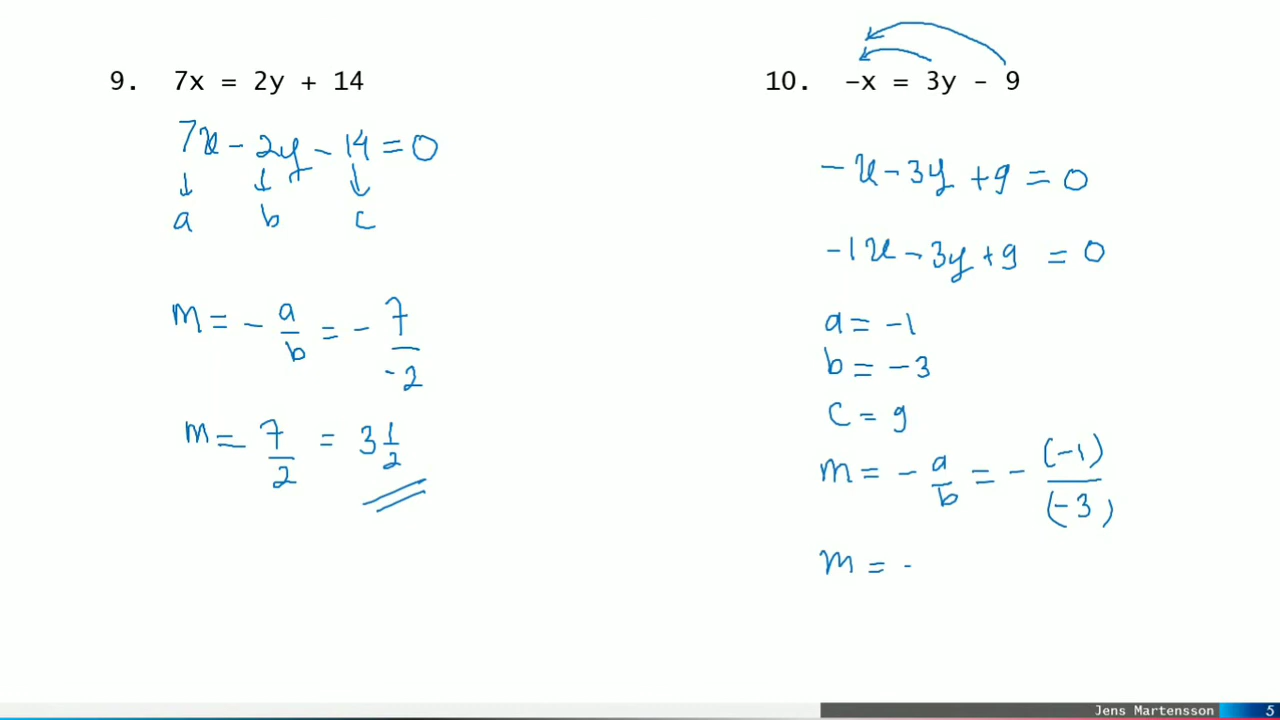 9. 7x = 2y + 14
7x - 2y - 14 = 0
↓ ↓ ↓
a b c
m = - a/b = - 7/-2
m = 7/2 = 3 1/2
10. -x = 3y - 9
-x - 3y + 9 = 0
-1x - 3y + 9 = 0
a = -1
b = -3
c = 9
m = - a/b = - (-1)/(-3)
m = -
Jens Martensson 5